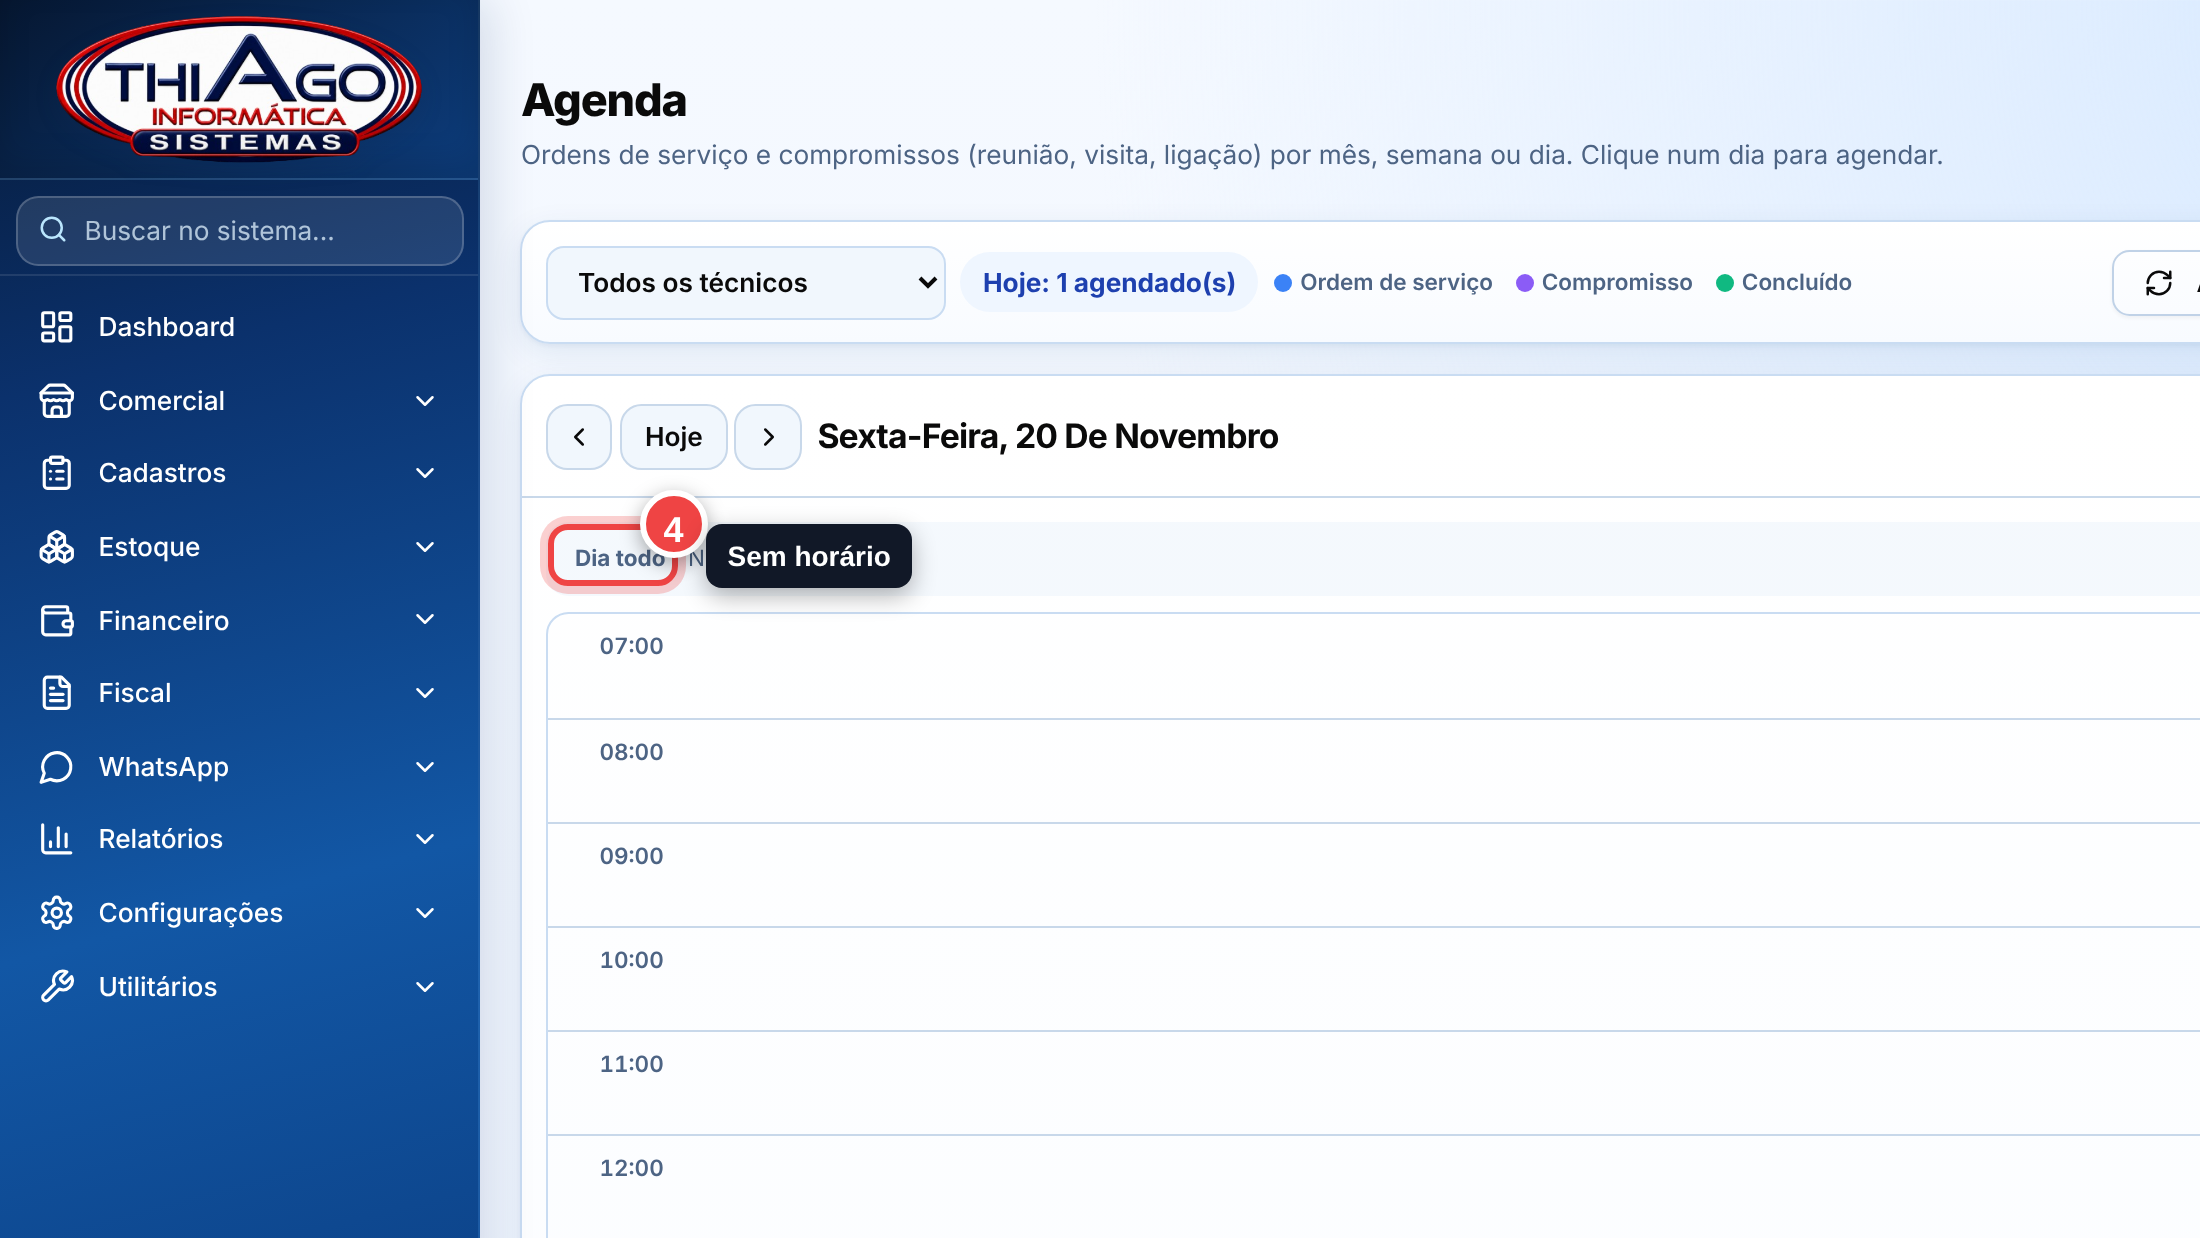 THIAGO
INFORMÁTICA
SISTEMAS
Buscar no sistema...
Dashboard
Comercial
Cadastros
Estoque
Financeiro
Fiscal
WhatsApp
Relatórios
Configurações
Utilitários
Agenda
Ordens de serviço e compromissos (reunião, visita, ligação) por mês, semana ou dia. Clique num dia para agendar.
Todos os técnicos
Hoje: 1 agendado(s)
Ordem de serviço
Compromisso
Concluído
Hoje
Sexta-Feira, 20 De Novembro
4
Dia todo
Sem horário
07:00
08:00
09:00
10:00
11:00
12:00